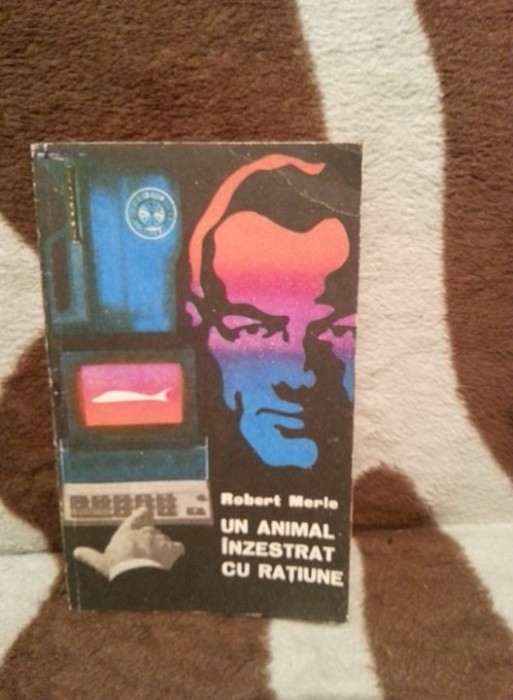 Robert Merle
UN ANIMAL
ÎNZESTRAT
CU RAȚIUNE